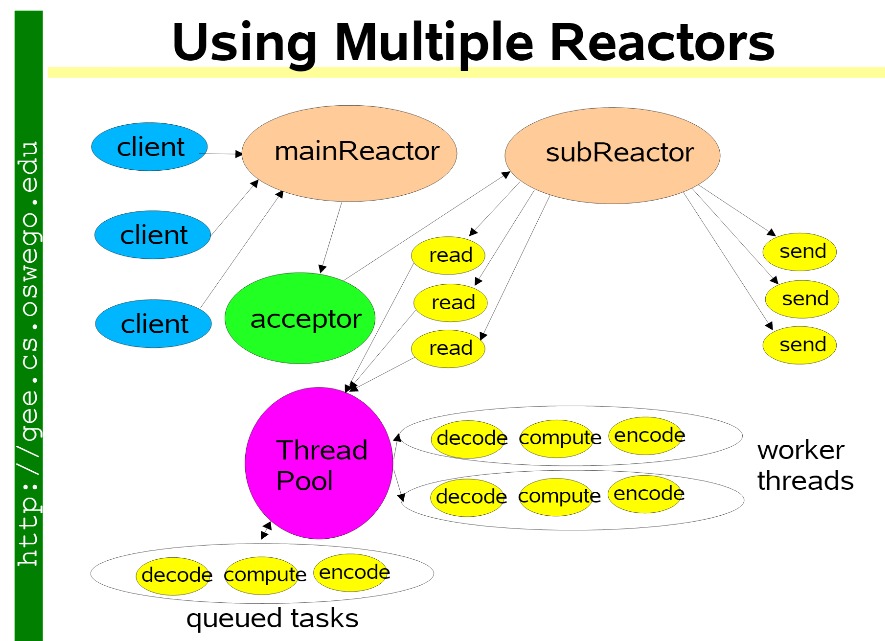 Using Multiple Reactors
http://gee.cs.oswego.edu
client
mainReactor
subReactor
client
client
acceptor
read
read
read
send
send
send
Thread
Pool
decode compute encode
decode compute encode
worker
threads
decode compute encode
queued tasks